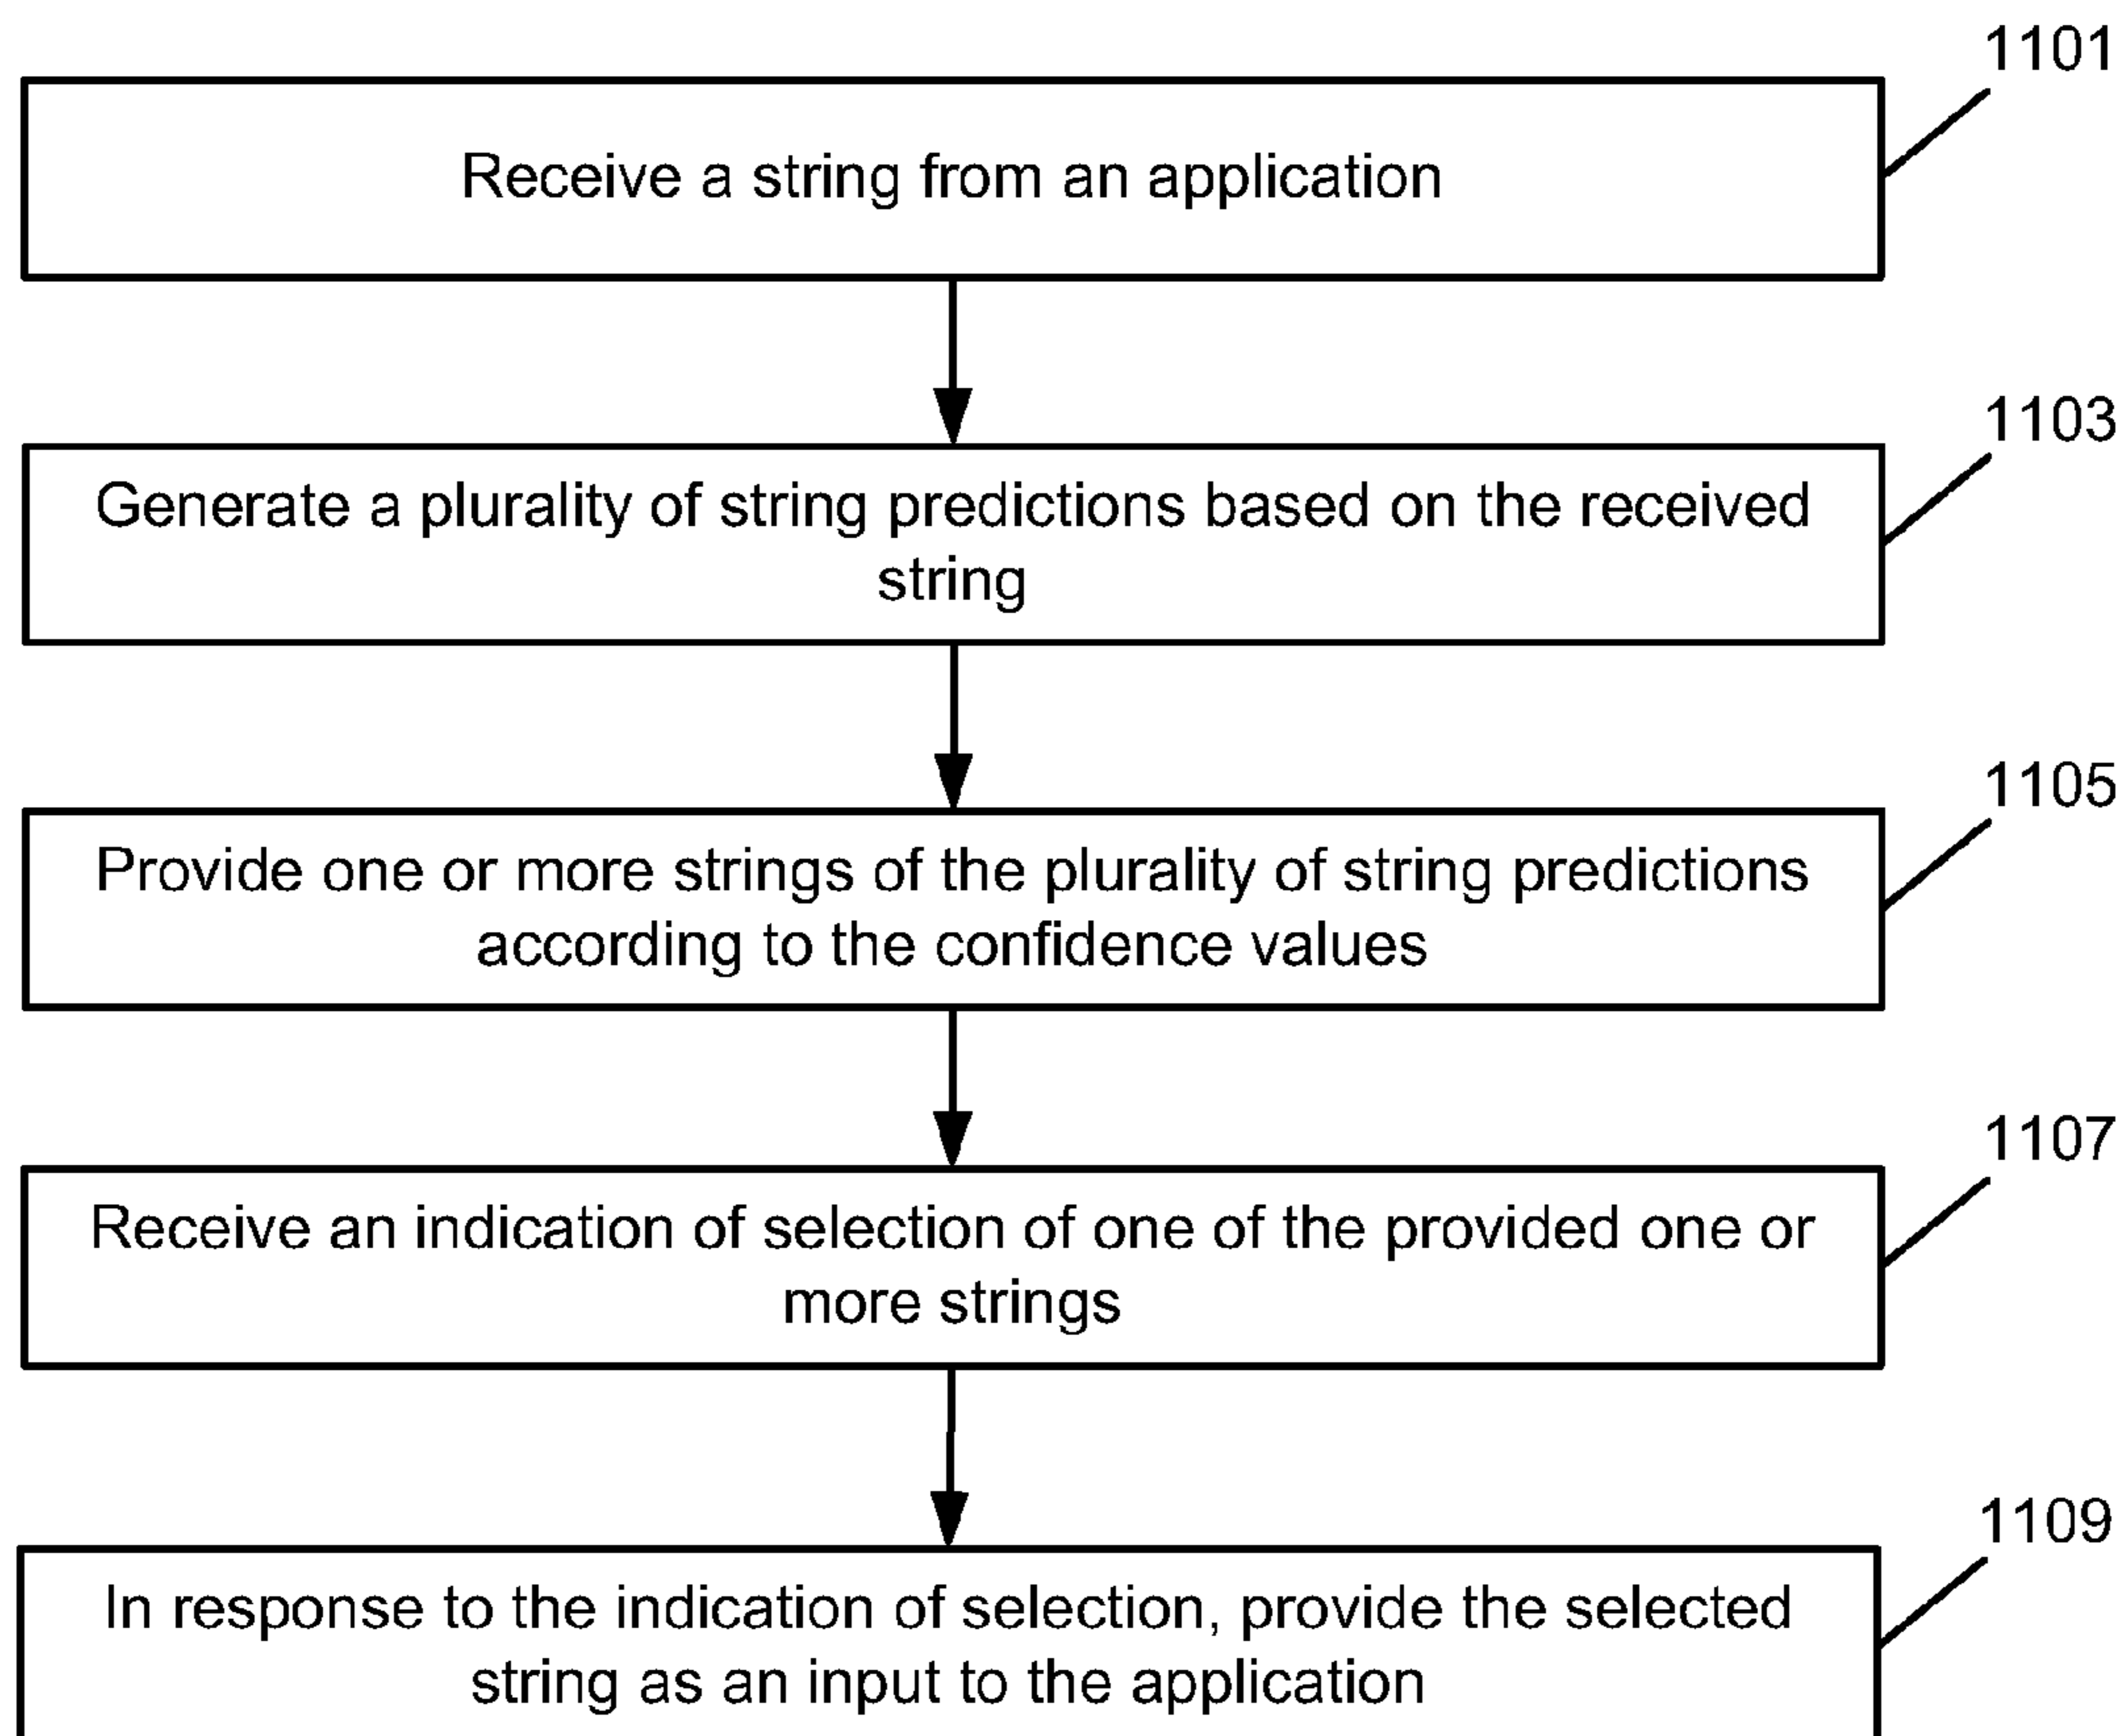 1101
Receive a string from an application
1103
Generate a plurality of string predictions based on the received
string
1105
Provide one or more strings of the plurality of string predictions
according to the confidence values
1107
Receive an indication of selection of one of the provided one or
more strings
1109
In response to the indication of selection, provide the selected
string as an input to the application